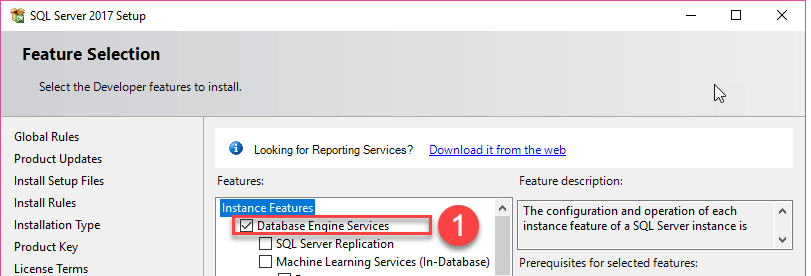 SQL Server 2017 Setup
Feature Selection
Select the Developer features to install.
Global Rules
Product Updates
Install Setup Files
Install Rules
Installation Type
Product Key
License Terms
Looking for Reporting Services? Download it from the web
Features:
Instance Features
Database Engine Services
1
SQL Server Replication
Machine Learning Services (In-Database)
Feature description:
The configuration and operation of each
instance feature of a SQL Server instance is
Prerequisites for selected features: